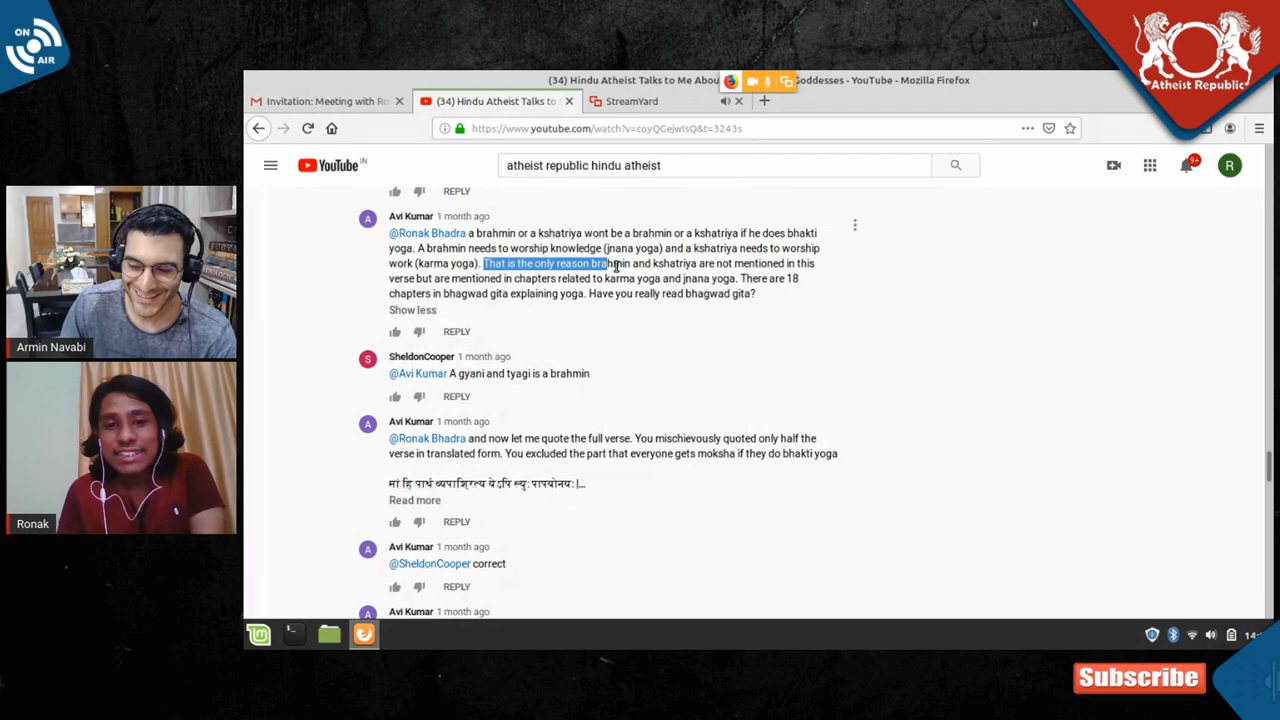 ON
AIR
Atheist Republic
(34) Hindu Atheist Talks to Me Abou
Goddesses - YouTube - Mozilla Firefox
Invitation: Meeting with Ro
(34) Hindu Atheist Talks to
StreamYard
https://www.youtube.com/watch?v=coyQGejwIsQ&t=3243s
YouTube IN
atheist republic hindu atheist
9+
R
REPLY
A
Avi Kumar 1 month ago
@Ronak Bhadra a brahmin or a kshatriya wont be a brahmin or a kshatriya if he does bhakti
yoga. A brahmin needs to worship knowledge (jnana yoga) and a kshatriya needs to worship
work (karma yoga). That is the only reason brahmin and kshatriya are not mentioned in this
verse but are mentioned in chapters related to karma yoga and jnana yoga. There are 18
chapters in bhagwad gita explaining yoga. Have you really read bhagwad gita?
Show less
REPLY
S
SheldonCooper 1 month ago
@Avi Kumar A gyani and tyagi is a brahmin
REPLY
A
Avi Kumar 1 month ago
@Ronak Bhadra and now let me quote the full verse. You mischievously quoted only half the
verse in translated form. You excluded the part that everyone gets moksha if they do bhakti yoga
मां हि पार्थ व्यपाश्रित्य येऽपि स्युः पापयोनयः|...
Read more
REPLY
A
Avi Kumar 1 month ago
@SheldonCooper correct
REPLY
A
Avi Kumar 1 month ago
Armin Navabi
Ronak
14:
Subscribe